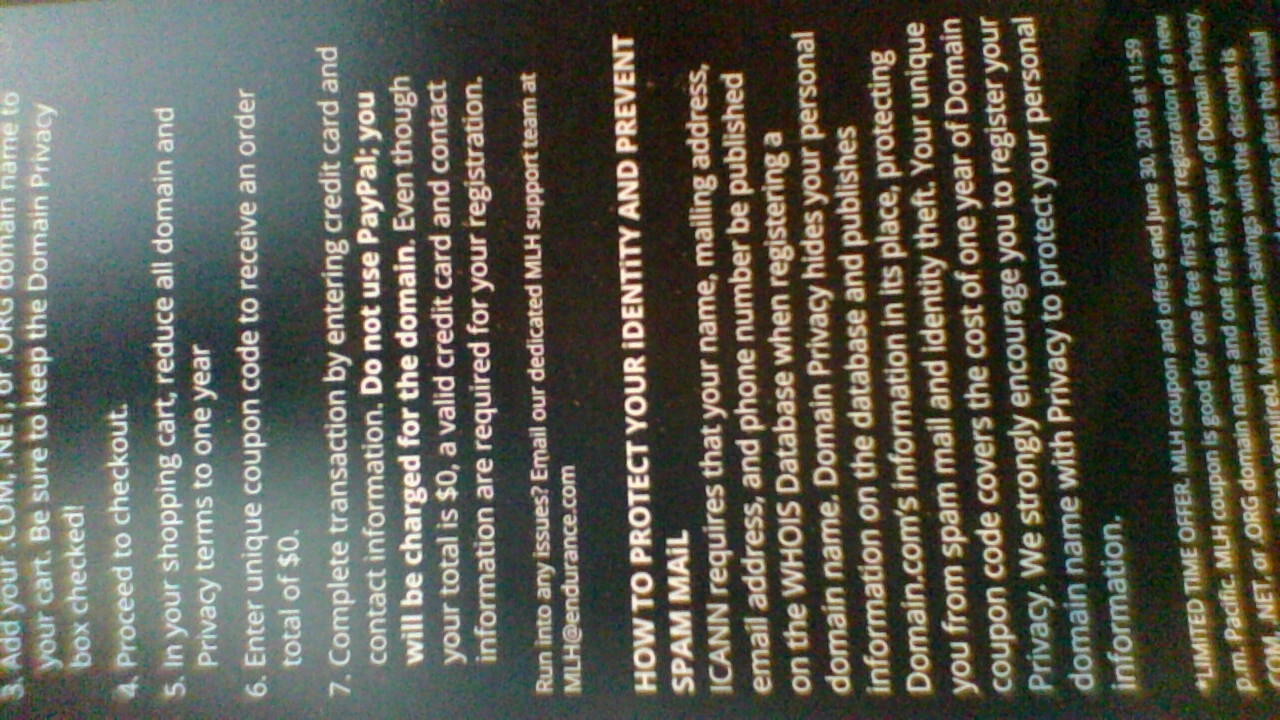 3. Add your .COM, .NET, or .ORG domain name to
your cart. Be sure to keep the Domain Privacy
box checked!
4. Proceed to checkout.
5. In your shopping cart, reduce all domain and
Privacy terms to one year
6. Enter unique coupon code to receive an order
total of $0.
7. Complete transaction by entering credit card and
contact information. Do not use PayPal; you
will be charged for the domain. Even though
your total is $0, a valid credit card and contact
information are required for your registration.
Run into any issues? Email our dedicated MLH support team at
MLH@endurance.com
HOW TO PROTECT YOUR IDENTITY AND PREVENT
SPAM MAIL
ICANN requires that your name, mailing address,
email address, and phone number be published
on the WHOIS Database when registering a
domain name. Domain Privacy hides your personal
information on the database and publishes
Domain.com's information in its place, protecting
you from spam mail and identity theft. Your unique
coupon code covers the cost of one year of Domain
Privacy. We strongly encourage you to register your
domain name with Privacy to protect your personal
information.
*LIMITED TIME OFFER. MLH coupon and offers end June 30, 2018 at 11:59
p.m. Pacific. MLH coupon is good for one free first year registration of a new
.COM, .NET, or .ORG domain name and one free first year of Domain Privacy.
required. Maximum savings with the discount is
after the initial